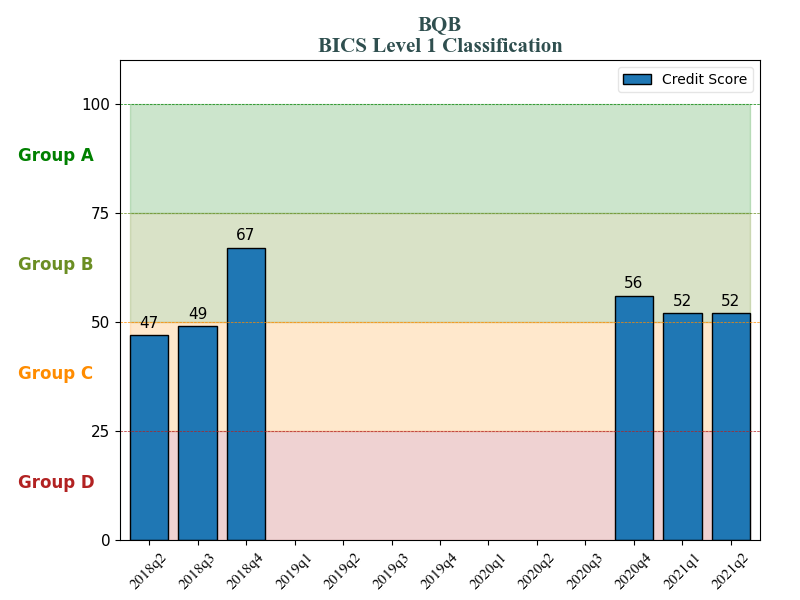 BQB
BICS Level 1 Classification
Credit Score
100
Group A
75
67
Group B
56
52
52
50
49
47
Group C
25
Group D
0
2018q2
2018q3
2018q4
2019q1
2019q2
2019q3
2019q4
2020q1
2020q2
2020q3
2020q4
2021q1
2021q2